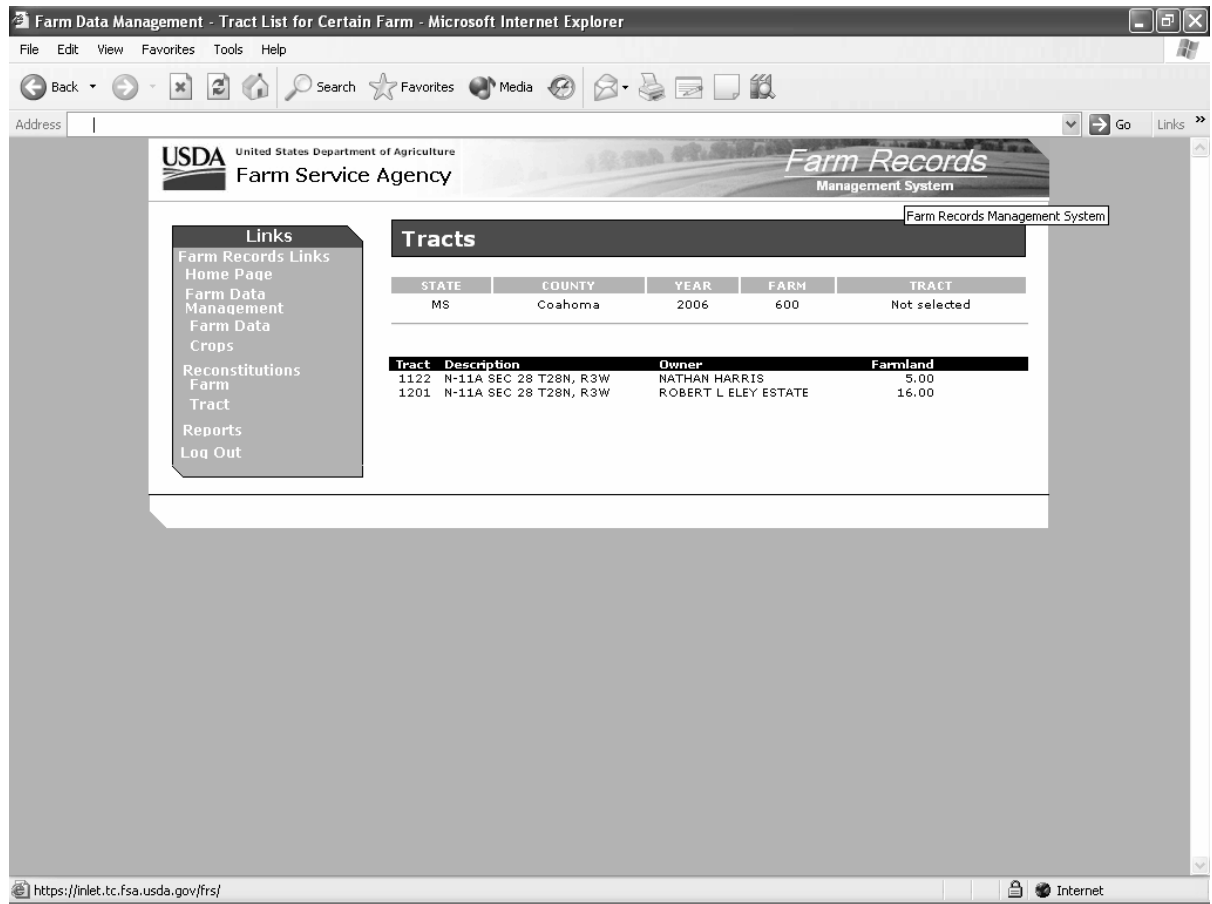 Farm Data Management - Tract List for Certain Farm - Microsoft Internet Explorer
File Edit View Favorites Tools Help
Back Search Favorites Media
Address Go Links »
USDA United States Department of Agriculture
Farm Service Agency
Farm Records
Management System
Farm Records Management System
Links
Farm Records Links
Home Page
Farm Data
Management
Farm Data
Crops
Reconstitutions
Farm
Tract
Reports
Log Out
Tracts
STATE COUNTY YEAR FARM TRACT
MS Coahoma 2006 600 Not selected
Tract Description Owner Farmland
1122 N-11A SEC 28 T28N, R3W NATHAN HARRIS 5.00
1201 N-11A SEC 28 T28N, R3W ROBERT L ELEY ESTATE 16.00
https://inlet.tc.fsa.usda.gov/frs/ Internet